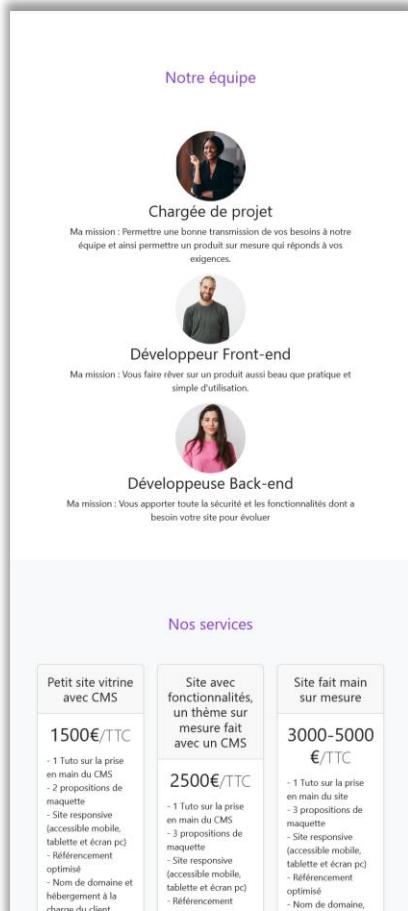 Notre équipe
Chargée de projet
Ma mission : Permettre une bonne transmission de vos besoins à notre
équipe et ainsi permettre un produit sur mesure qui réponds à vos
exigences.
Développeur Front-end
Ma mission : Vous faire rêver sur un produit aussi beau que pratique et
simple d'utilisation.
Développeuse Back-end
Ma mission : Vous apporter toute la sécurité et les fonctionnalités dont a
besoin votre site pour évoluer
Nos services
Petit site vitrine
avec CMS
1500€/TTC
- 1 Tuto sur la prise
en main du CMS
- 2 propositions de
maquette
- Site responsive
(accessible mobile,
tablette et écran pc)
- Référencement
optimisé
- Nom de domaine et
hébergement à la
charge du client
Site avec
fonctionnalités,
un thème sur
mesure fait
avec un CMS
2500€/TTC
- 1 Tuto sur la prise
en main du CMS
- 3 propositions de
maquette
- Site responsive
(accessible mobile,
tablette et écran pc)
- Référencement
Site fait main
sur mesure
3000-5000
€/TTC
- 1 Tuto sur la prise
en main du site
- 3 propositions de
maquette
- Site responsive
(accessible mobile,
tablette et écran pc)
- Référencement
optimisé
- Nom de domaine,